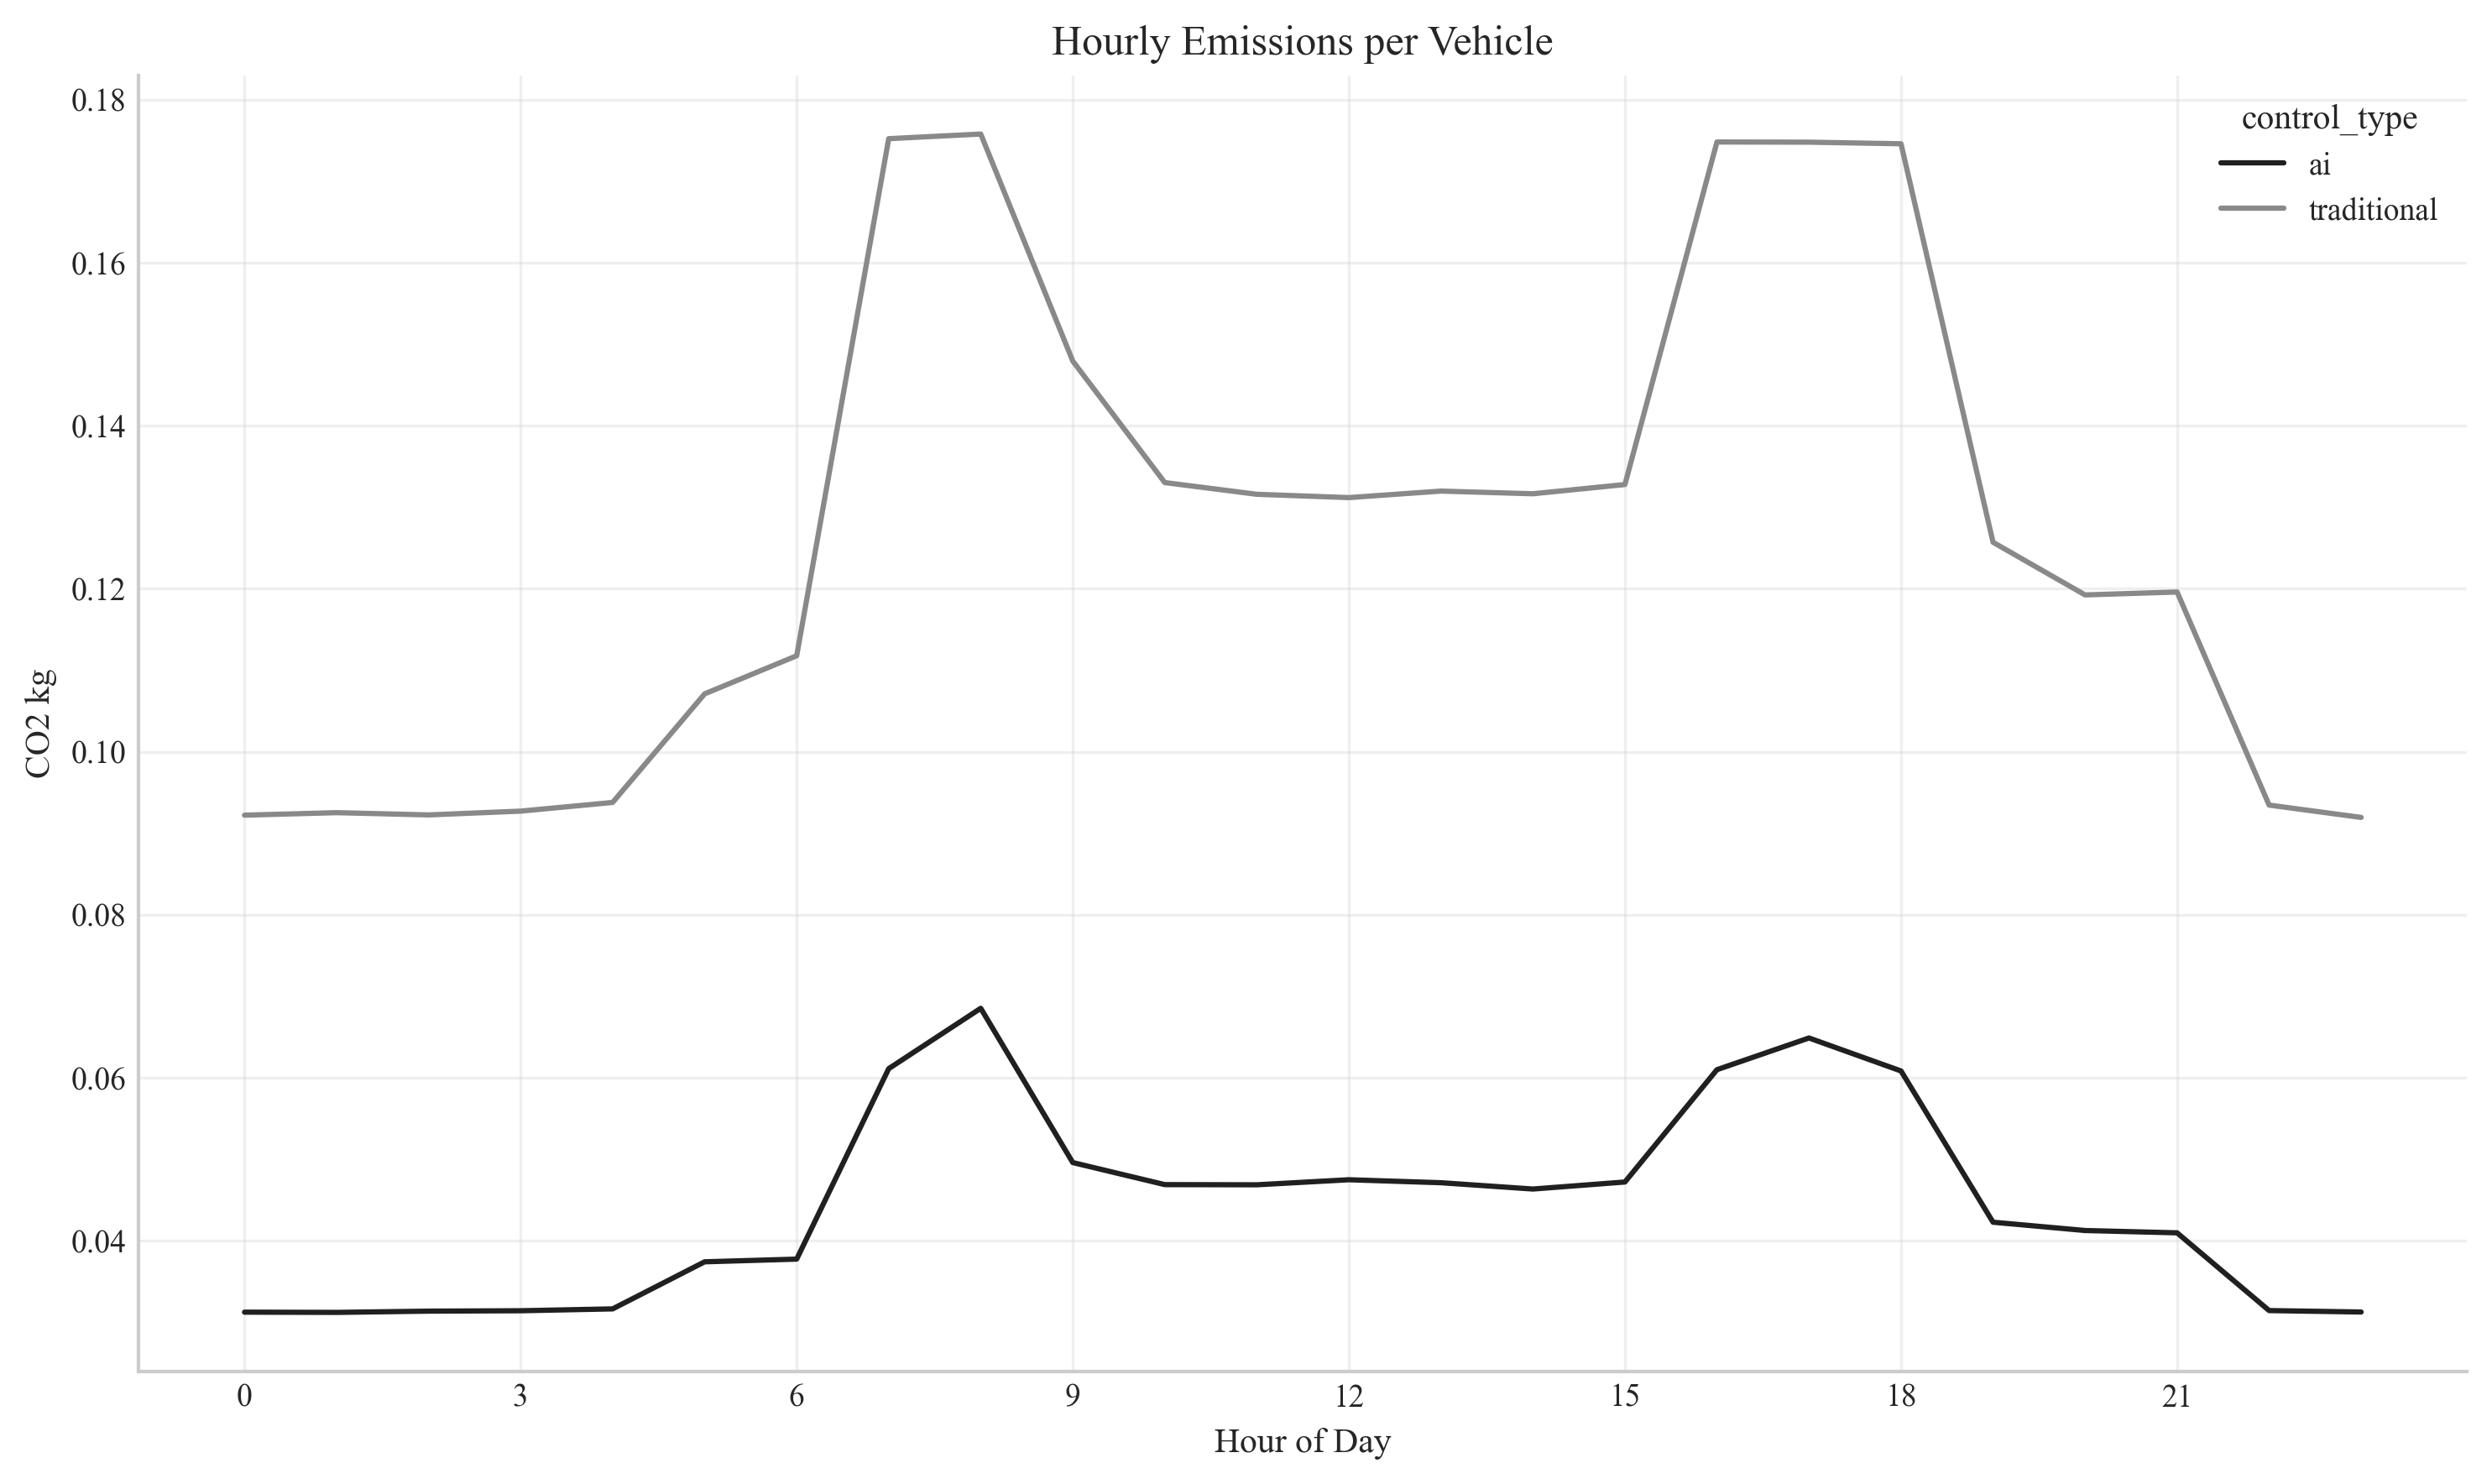 Hourly Emissions per Vehicle
0.18
0.16
0.14
0.12
0.10
0.08
0.06
0.04
CO2 kg
control_type
ai
traditional
0 3 6 9 12 15 18 21
Hour of Day